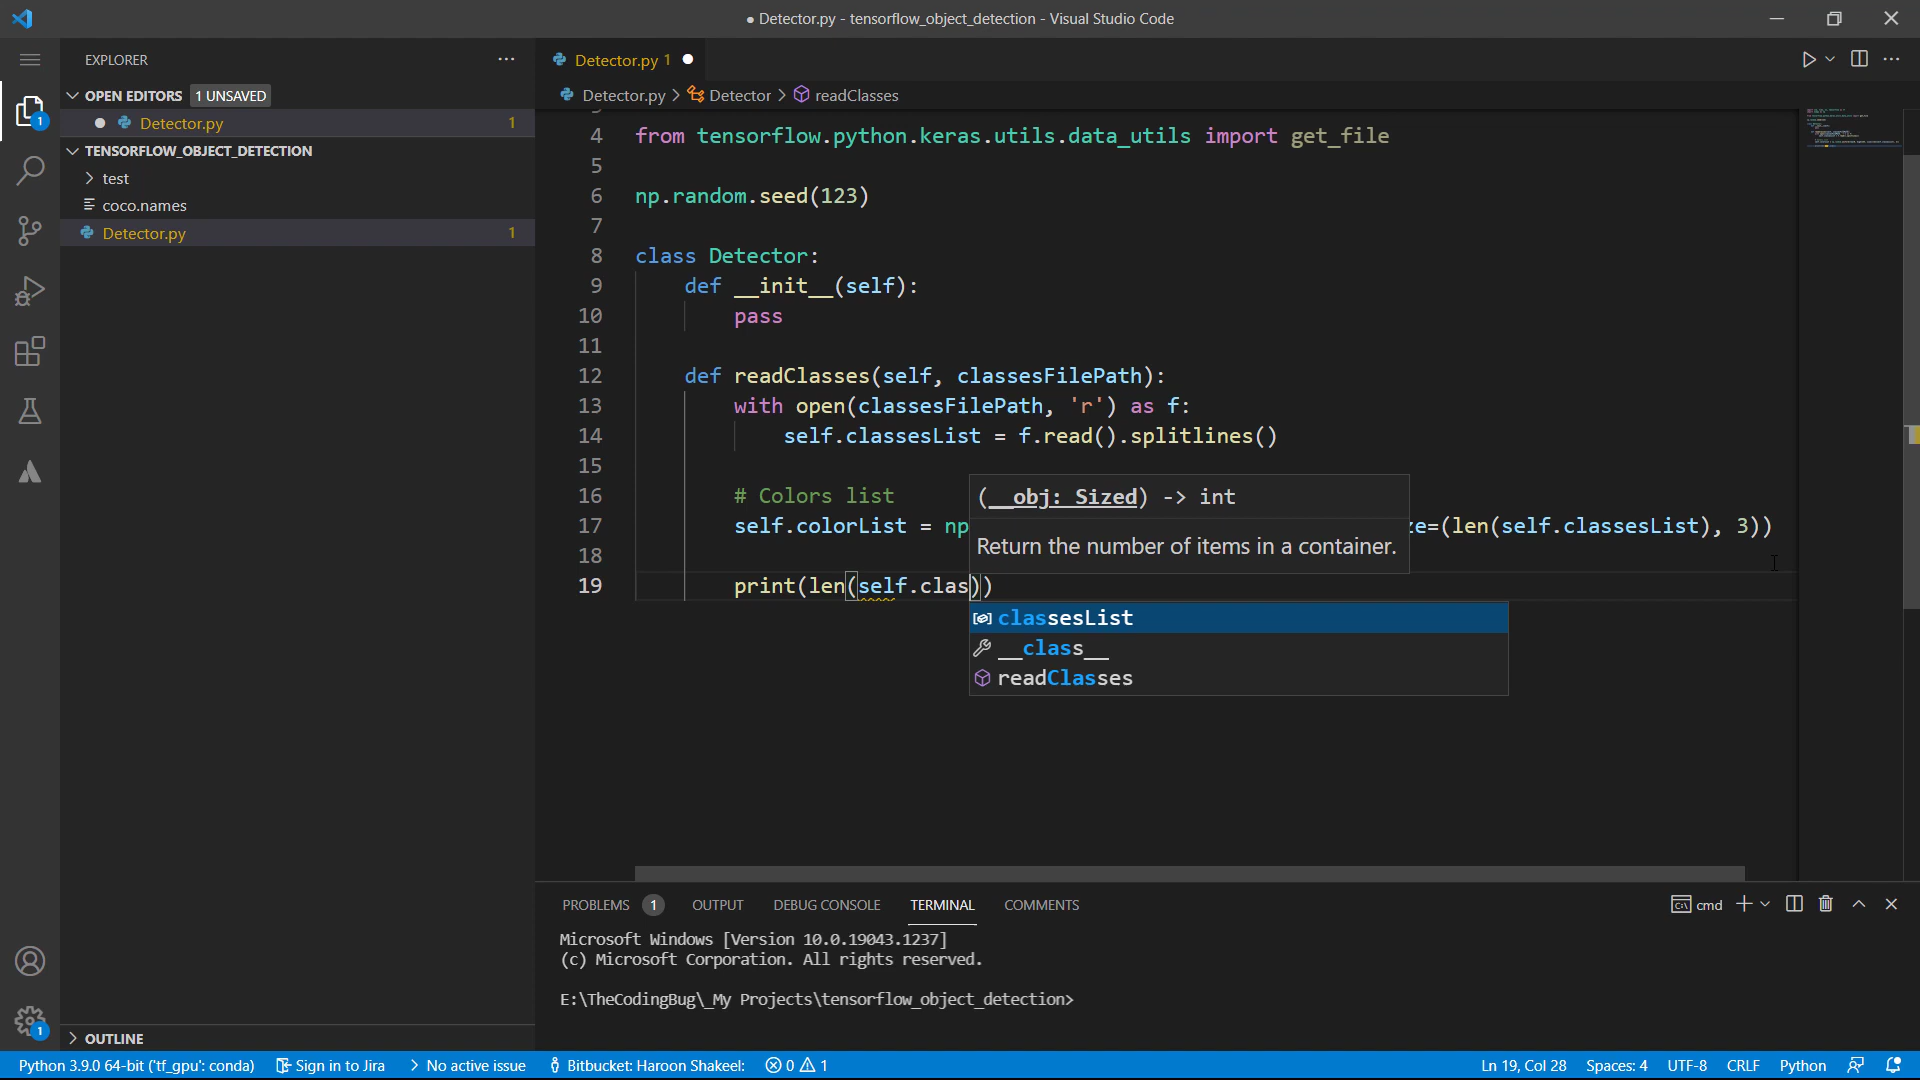 ● Detector.py - tensorflow_object_detection - Visual Studio Code
EXPLORER
OPEN EDITORS 1 UNSAVED
Detector.py 1
TENSORFLOW_OBJECT_DETECTION
test
coco.names
Detector.py 1
OUTLINE
Detector.py 1
Detector.py > Detector > readClasses
4 from tensorflow.python.keras.utils.data_utils import get_file
5
6 np.random.seed(123)
7
8 class Detector:
9 def __init__(self):
10 pass
11
12 def readClasses(self, classesFilePath):
13 with open(classesFilePath, 'r') as f:
14 self.classesList = f.read().splitlines()
15
16 # Colors list
(__obj: Sized) -> int
17 self.colorList = np ze=(len(self.classesList), 3))
Return the number of items in a container.
18
19 print(len(self.clas))
classesList
__class__
readClasses
PROBLEMS 1 OUTPUT DEBUG CONSOLE TERMINAL COMMENTS cmd
Microsoft Windows [Version 10.0.19043.1237]
(c) Microsoft Corporation. All rights reserved.
E:\TheCodingBug\_My Projects\tensorflow_object_detection>
1
1
Python 3.9.0 64-bit ('tf_gpu': conda) Sign in to Jira No active issue Bitbucket: Haroon Shakeel: 0 1 Ln 19, Col 28 Spaces: 4 UTF-8 CRLF Python